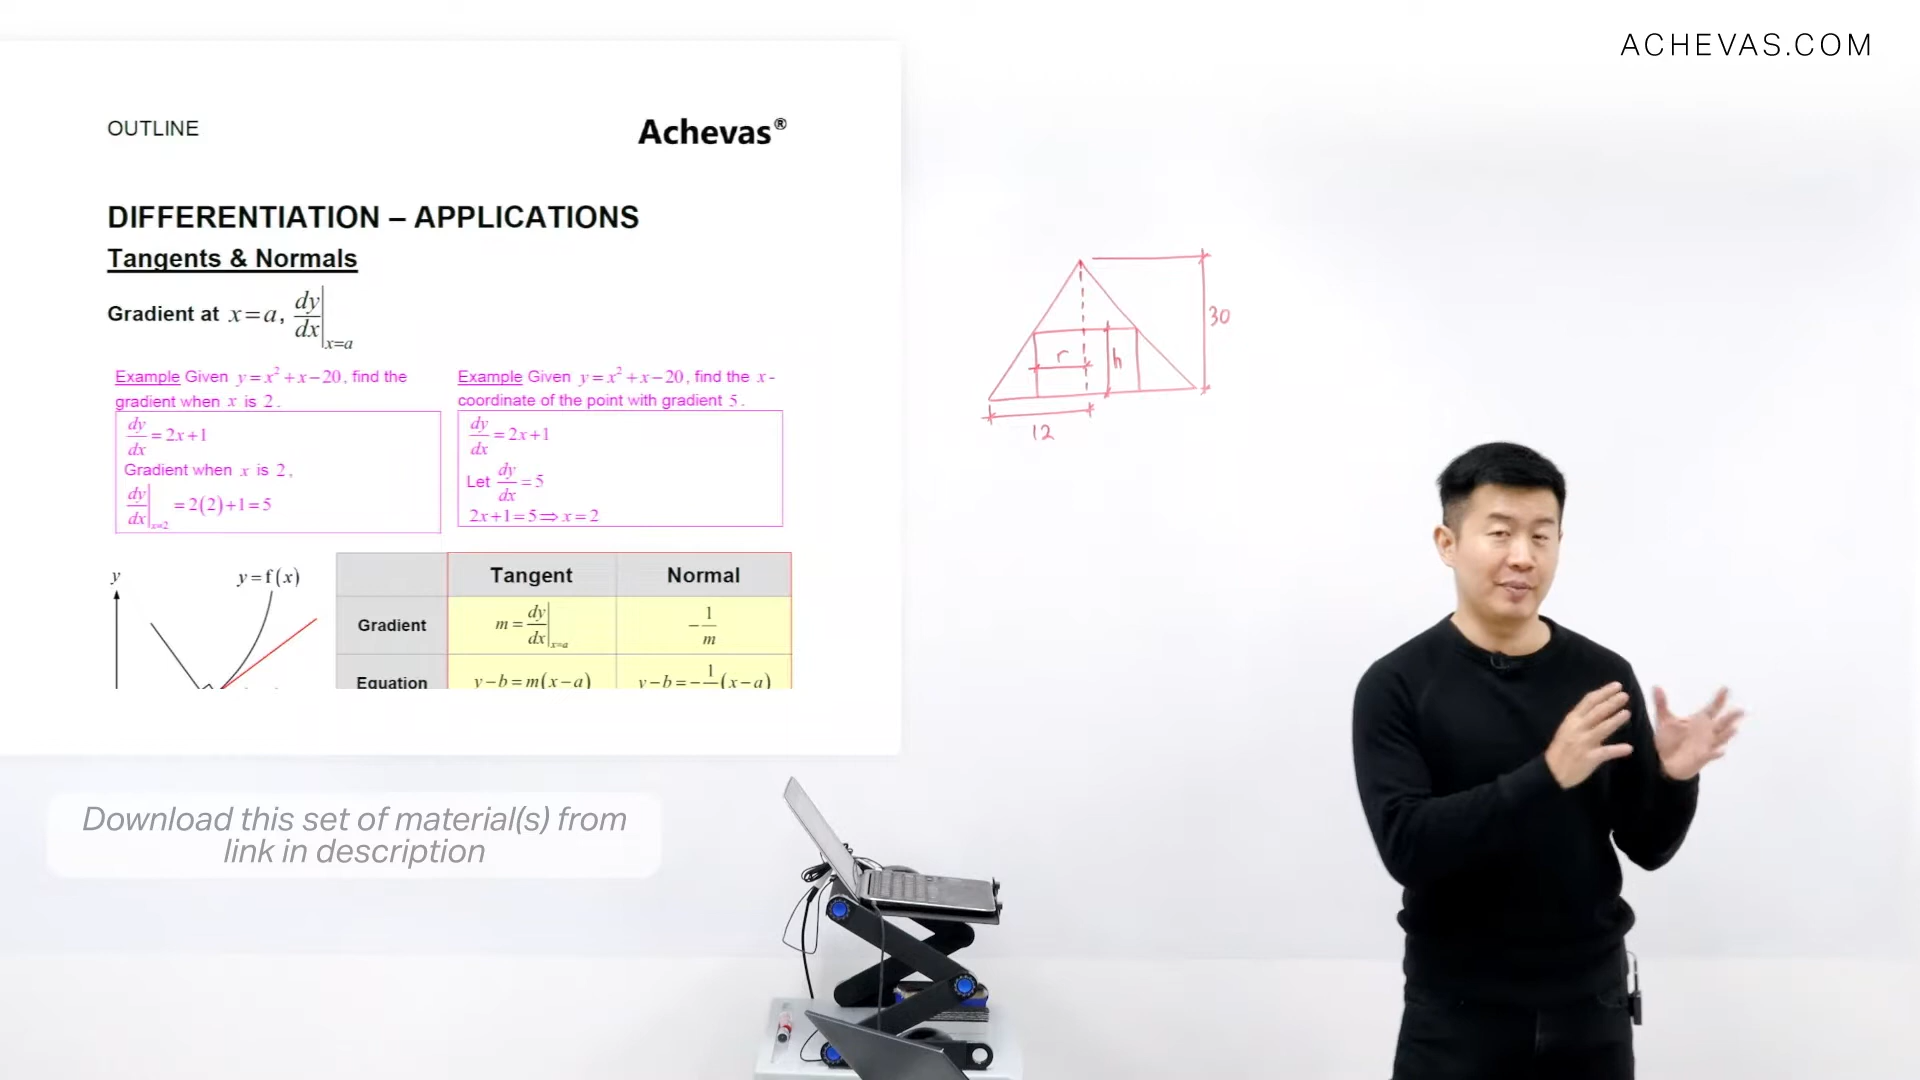 ACHEVAS.COM
OUTLINE
Achevas®
DIFFERENTIATION – APPLICATIONS
Tangents & Normals
Gradient at x=a, dy/dx|x=a
Example Given y=x²+x−20, find the
gradient when x is 2.
dy/dx=2x+1
Gradient when x is 2,
dy/dx|x=2 =2(2)+1=5
Example Given y=x²+x−20, find the x-
coordinate of the point with gradient 5.
dy/dx=2x+1
Let dy/dx=5
2x+1=5⇒x=2
y
y=f(x)
Tangent Normal
Gradient m=dy/dx|x=a −1/m
Equation y−b=m(x−a) y−b=−1/m(x−a)
30
r
h
12
Download this set of material(s) from
link in description